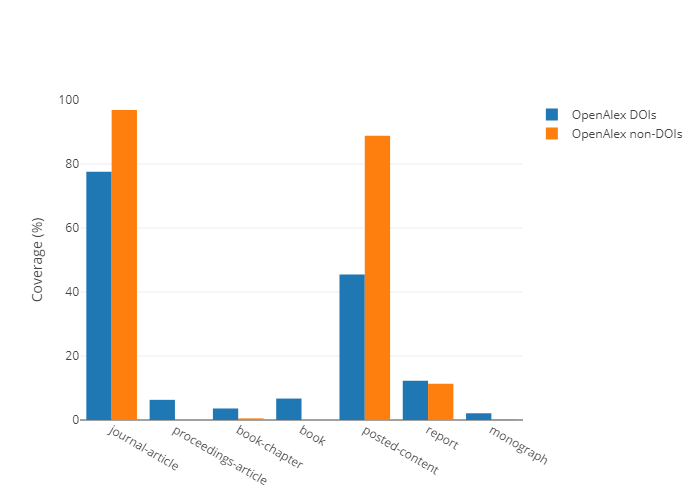 100
80
60
40
20
0
Coverage (%)
journal-article
proceedings-article
book-chapter
book
posted-content
report
monograph
OpenAlex DOIs
OpenAlex non-DOIs